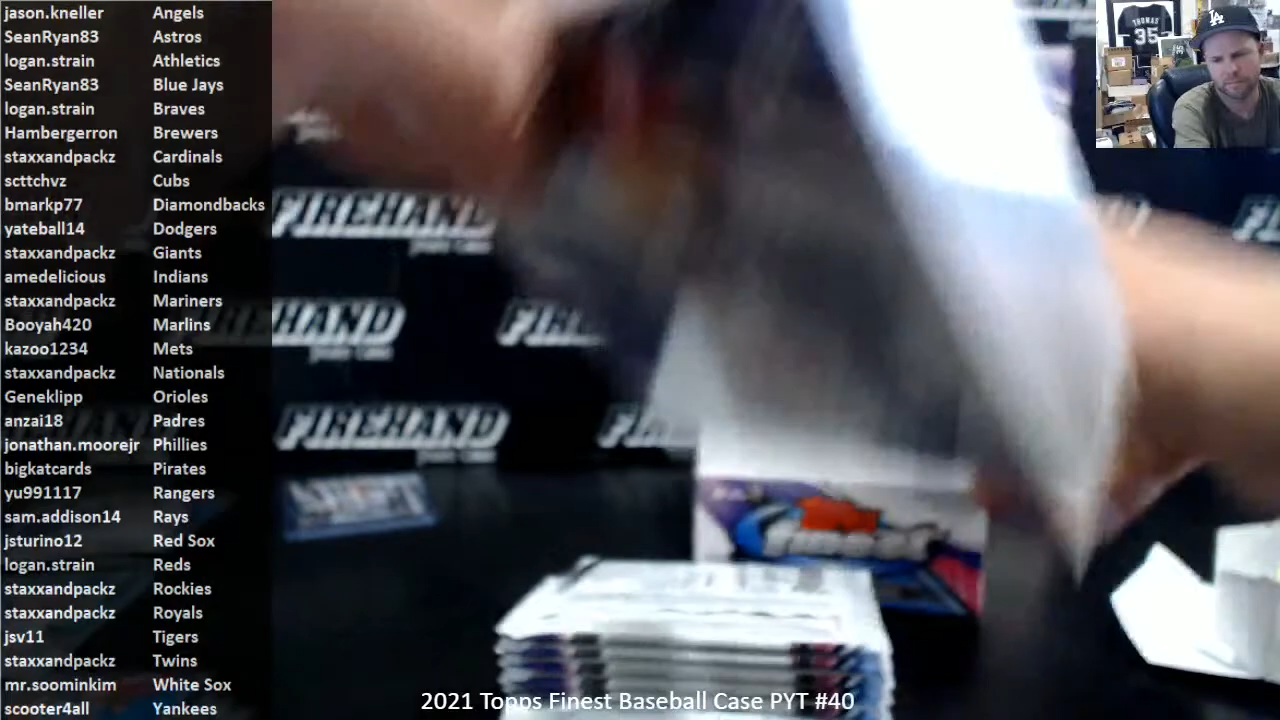 jason.kneller Angels
SeanRyan83 Astros
logan.strain Athletics
SeanRyan83 Blue Jays
logan.strain Braves
Hambergerron Brewers
staxxandpackz Cardinals
scttchvz Cubs
bmarkp77 Diamondbacks
yateball14 Dodgers
staxxandpackz Giants
amedelicious Indians
staxxandpackz Mariners
Booyah420 Marlins
kazoo1234 Mets
staxxandpackz Nationals
Geneklipp Orioles
anzai18 Padres
jonathan.moorejr Phillies
bigkatcards Pirates
yu991117 Rangers
sam.addison14 Rays
jsturino12 Red Sox
logan.strain Reds
staxxandpackz Rockies
staxxandpackz Royals
jsv11 Tigers
staxxandpackz Twins
mr.soominkim White Sox
scooter4all Yankees
THOMAS
35
LA
FIREHAND
FIREHAND
FIREHAND
Finest
2021 Topps Finest Baseball Case PYT #40